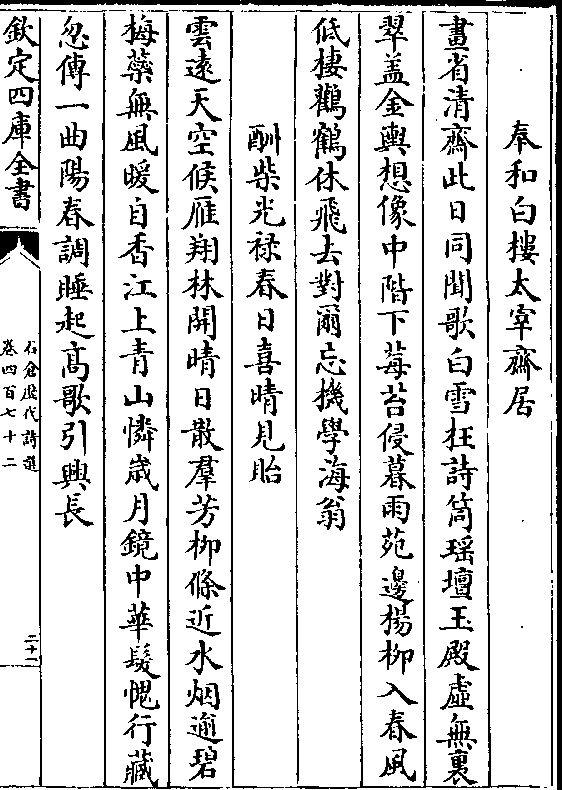 奉和白樓太宰齋居
畫省清齋此日同聞歌白雪枉詩筒瑶壇玉殿虛無裏
翠盖金輿想像中階下莓苔侵暮雨苑邊楊柳入春風
低棲鸛鶴休飛去對爾忘機學海翁
酬柴光禄春日喜晴見貽
雲逺天空候雁翔林開晴日散羣芳柳條近水烟逾碧
梅蘂無風暖自香江上青山憐歳月鏡中華髮愧行藏
忽傳一曲陽春調睡起髙歌引興長
欽定四庫全書
石倉歴代詩選
卷四百七十二
二十一